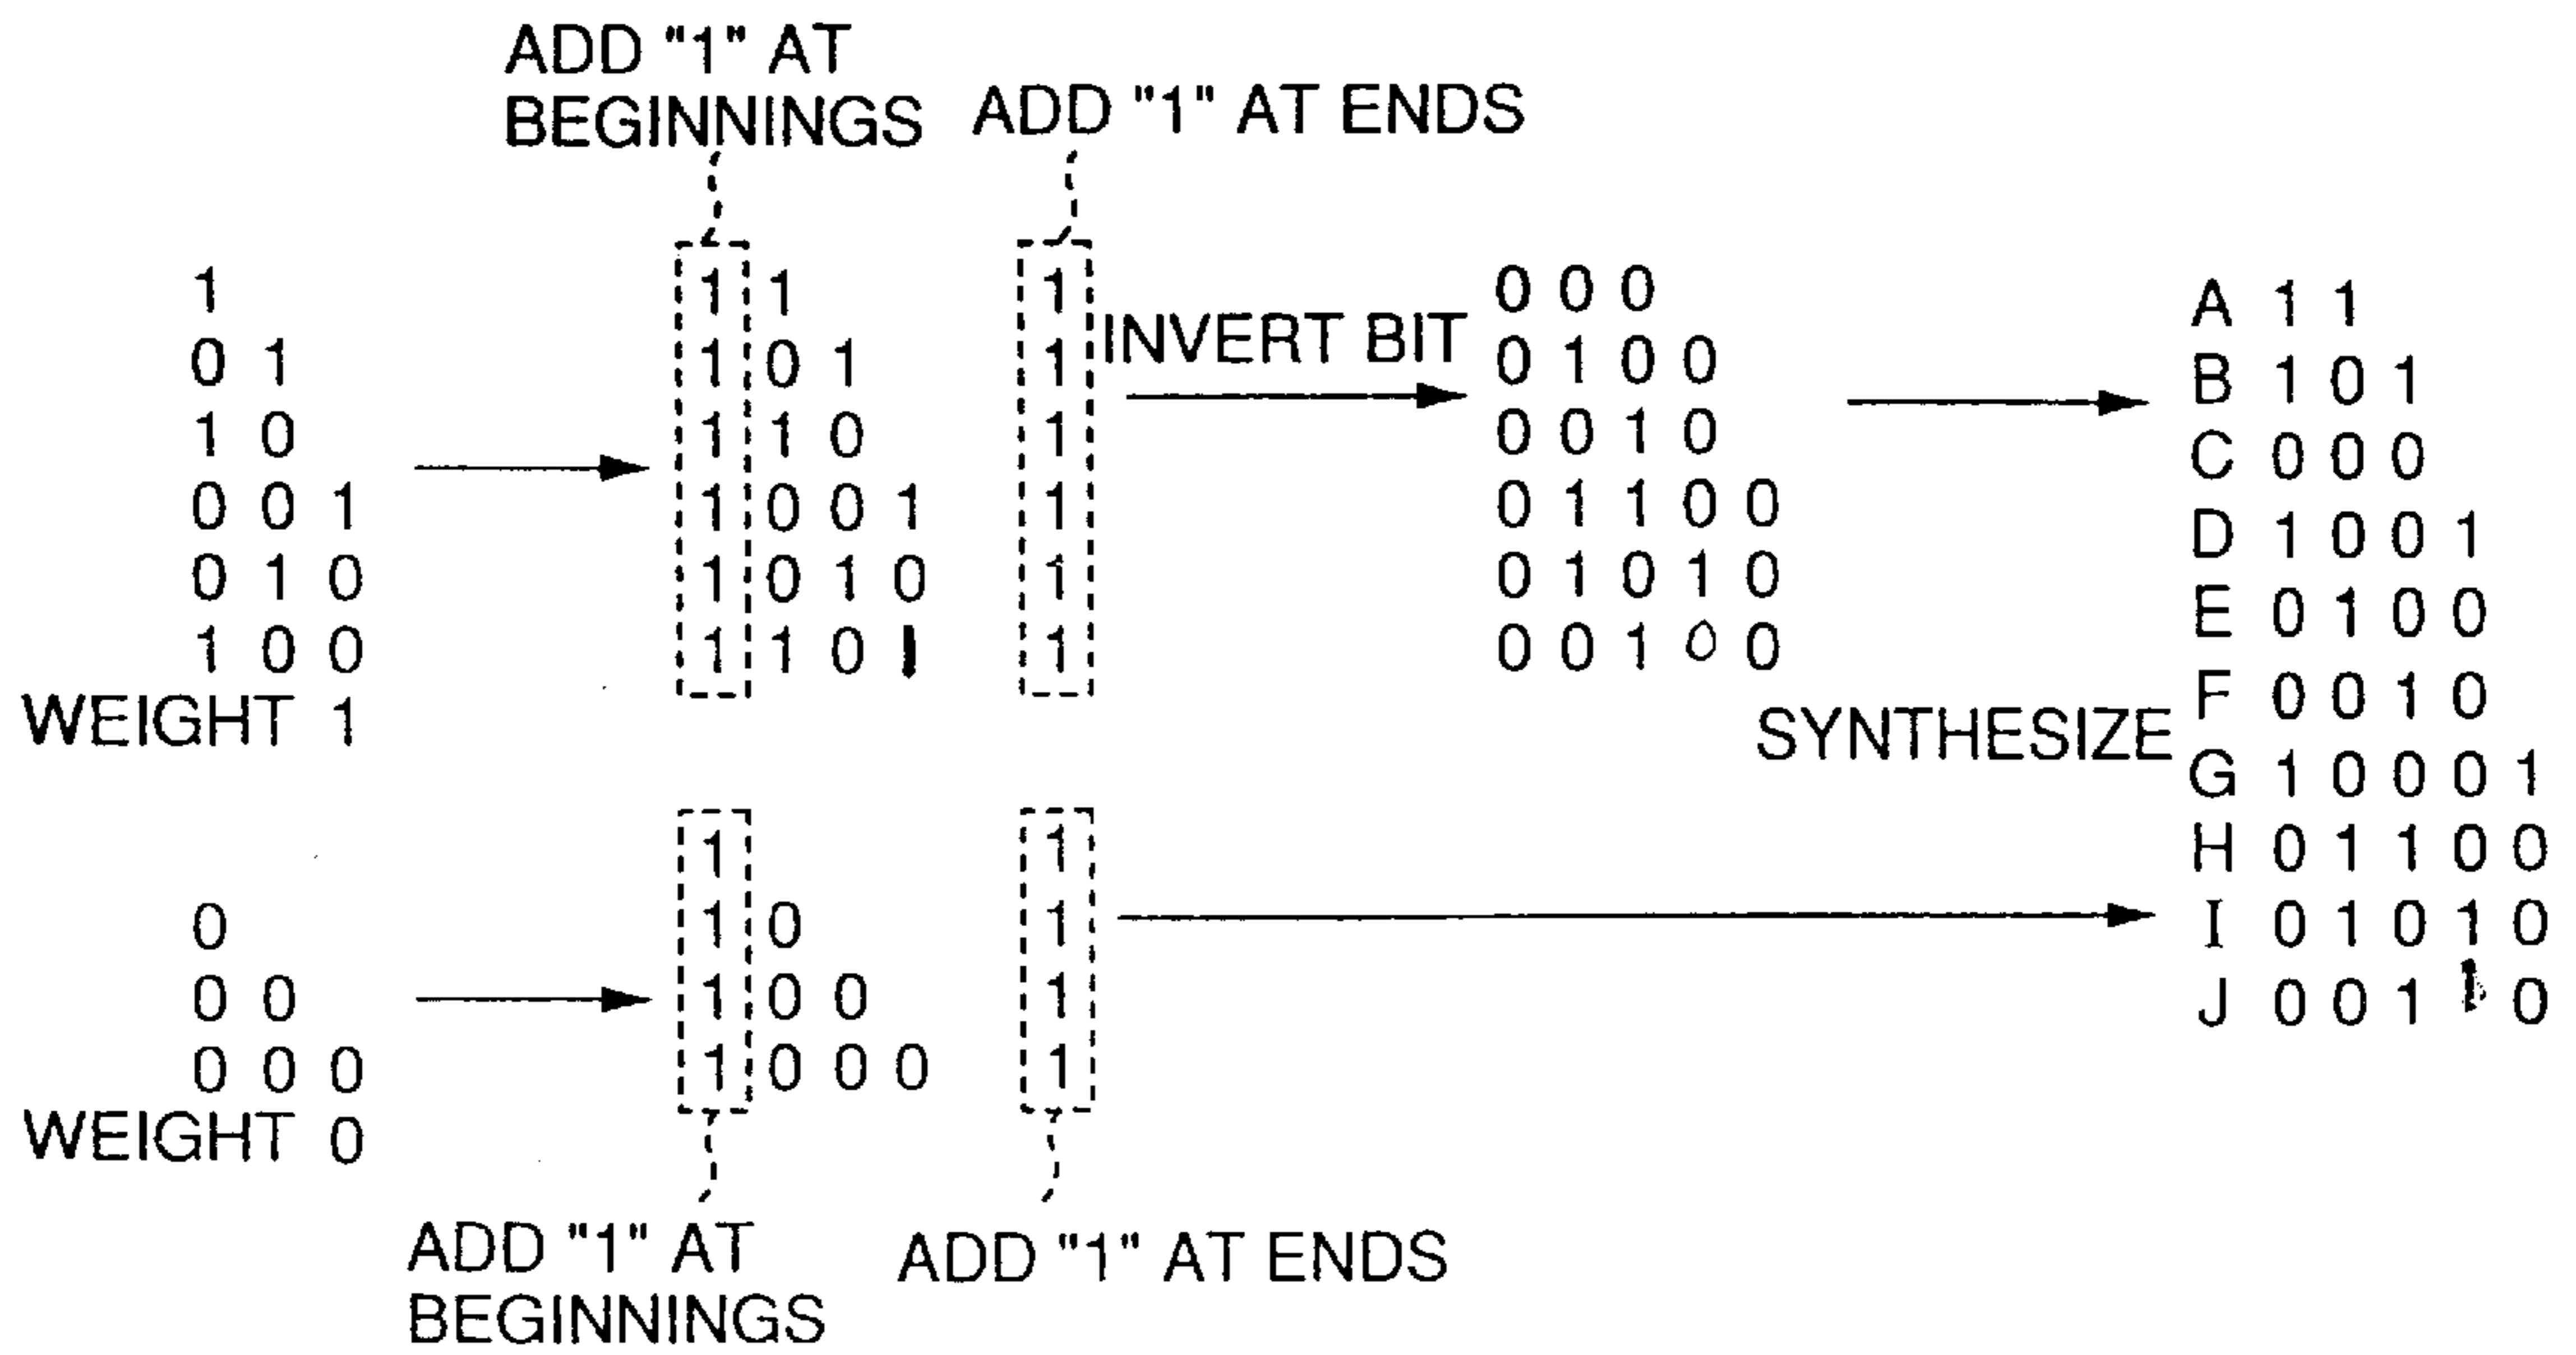 ADD "1" AT
BEGINNINGS
ADD "1" AT ENDS
1
0 1
1 0
0 0 1
0 1 0
1 0 0
WEIGHT 1
1 1 1
1 0 1 1
1 1 0 1
1 0 0 1 1
1 0 1 0 1
1 1 0 1 1
INVERT BIT
0 0 0
0 1 0 0
0 0 1 0
0 1 1 0 0
0 1 0 1 0
0 0 1 0 0
0
0 0
0 0 0
WEIGHT 0
1 1
1 0 1
1 0 0 1
1 0 0 0 1
ADD "1" AT
BEGINNINGS
ADD "1" AT ENDS
SYNTHESIZE
A 1 1
B 1 0 1
C 0 0 0
D 1 0 0 1
E 0 1 0 0
F 0 0 1 0
G 1 0 0 0 1
H 0 1 1 0 0
I 0 1 0 1 0
J 0 0 1 1 0